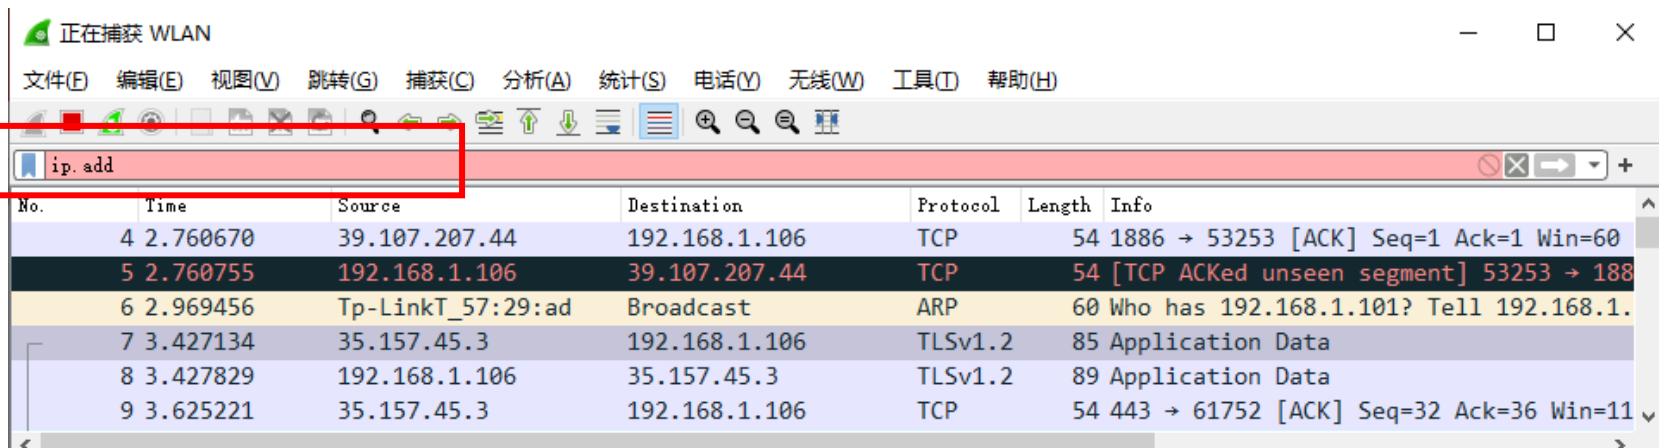 正在捕获 WLAN
文件(F) 编辑(E) 视图(V) 跳转(G) 捕获(C) 分析(A) 统计(S) 电话(Y) 无线(W) 工具(T) 帮助(H)
ip.add
No. Time Source Destination Protocol Length Info
4 2.760670 39.107.207.44 192.168.1.106 TCP 54 1886 → 53253 [ACK] Seq=1 Ack=1 Win=60
5 2.760755 192.168.1.106 39.107.207.44 TCP 54 [TCP ACKed unseen segment] 53253 → 188
6 2.969456 Tp-LinkT_57:29:ad Broadcast ARP 60 Who has 192.168.1.101? Tell 192.168.1.
7 3.427134 35.157.45.3 192.168.1.106 TLSv1.2 85 Application Data
8 3.427829 192.168.1.106 35.157.45.3 TLSv1.2 89 Application Data
9 3.625221 35.157.45.3 192.168.1.106 TCP 54 443 → 61752 [ACK] Seq=32 Ack=36 Win=11